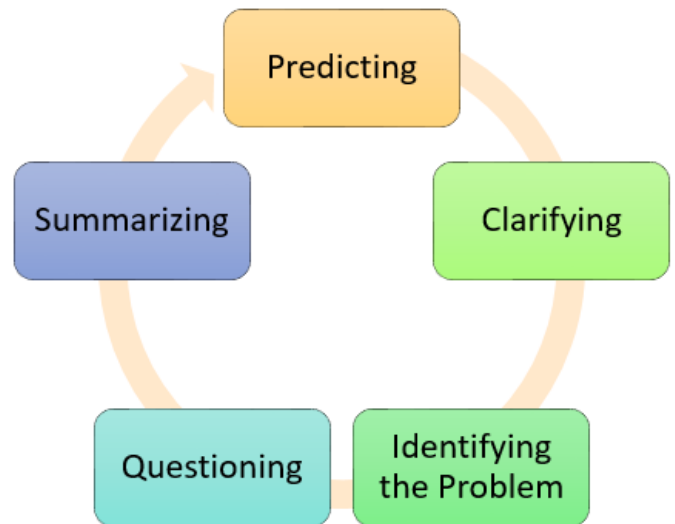 Predicting
Clarifying
Identifying
the Problem
Questioning
Summarizing